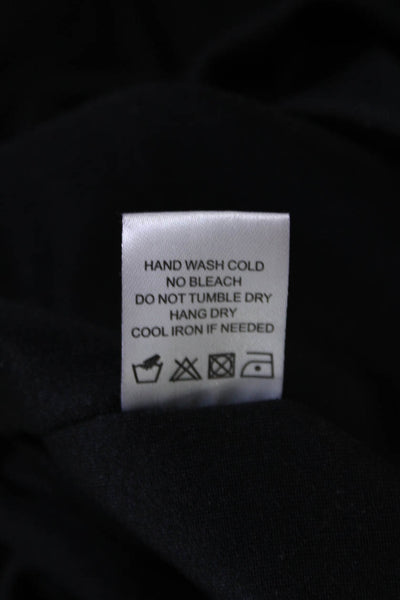 HAND WASH COLD
NO BLEACH
DO NOT TUMBLE DRY
HANG DRY
COOL IRON IF NEEDED